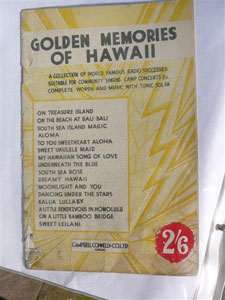 GOLDEN MEMORIES
OF HAWAII
A COLLECTION OF WORLD FAMOUS RADIO SUCCESSES
SUITABLE FOR COMMUNITY SINGING CAMP CONCERTS Etc.
COMPLETE WORDS AND MUSIC WITH TONIC SOL-FA
ON TREASURE ISLAND
ON THE BEACH AT BALI BALI
SOUTH SEA ISLAND MAGIC
ALOMA
TO YOU SWEETHEART ALOHA
SWEET UKULELE MAID
MY HAWAIIAN SONG OF LOVE
UNDERNEATH THE BLUE
SOUTH SEA ROSE
DREAMY HAWAII
MOONLIGHT AND YOU
DANCING UNDER THE STARS
KALUA LULLABY
A LITTLE RENDEZVOUS IN HONOLULU
ON A LITTLE BAMBOO BRIDGE
SWEET LEILANI
2/6
CAMPBELL CONNELLY & CO. LTD